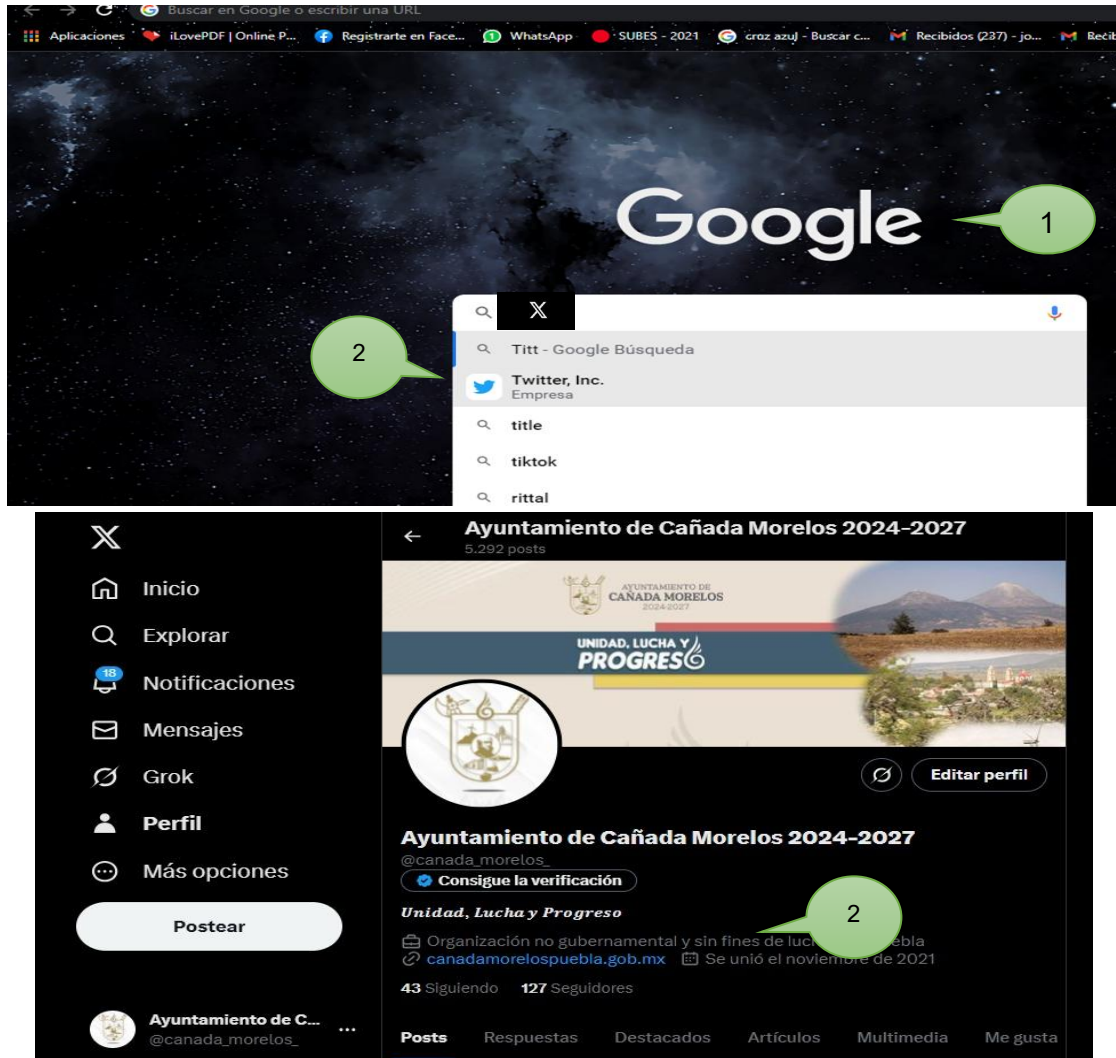 Buscar en Google o escribir una URL
Aplicaciones iLovePDF | Online P... Registrarte en Face... WhatsApp SUBES - 2021 cruz azul - Buscar c... Recibidos (237) - jo...
Google
1
X
2
Titt - Google Búsqueda
Twitter, Inc.
Empresa
title
tiktok
rittal
X
Inicio
Explorar
18
Notificaciones
Mensajes
Grok
Perfil
Más opciones
Postear
Ayuntamiento de C... ...
@canada_morelos_
Ayuntamiento de Cañada Morelos 2024-2027
5.292 posts
AYUNTAMIENTO DE
CAÑADA MORELOS
2024-2027
UNIDAD, LUCHA Y
PROGRESO
Editar perfil
Ayuntamiento de Cañada Morelos 2024-2027
@canada_morelos_
Consigue la verificación
Unidad, Lucha y Progreso
2
Organización no gubernamental y sin fines de
canadamorelospuebla.gob.mx Se unió el noviembre de 2021
43 Siguiendo 127 Seguidores
Posts Respuestas Destacados Artículos Multimedia Me gusta